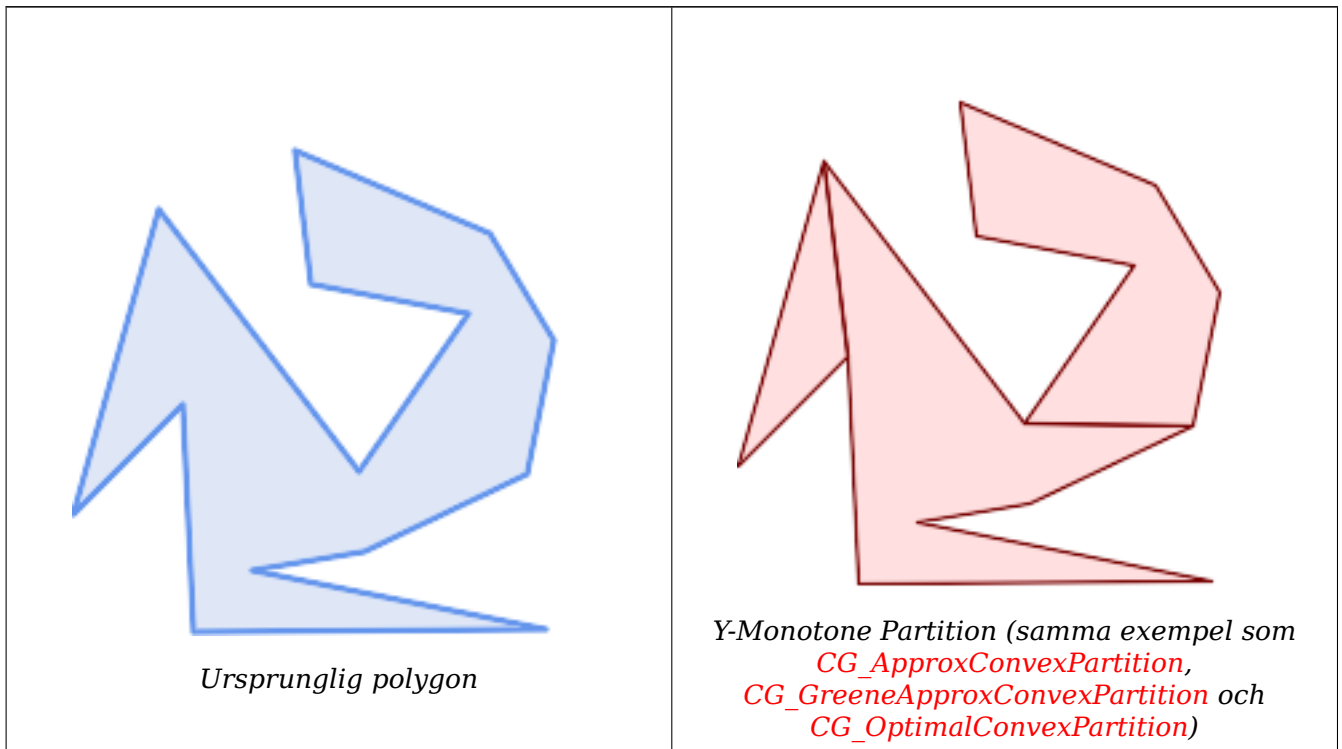 Ursprunglig polygon
Y-Monotone Partition (samma exempel som
CG_ApproxConvexPartition,
CG_GreeneApproxConvexPartition och
CG_OptimalConvexPartition)